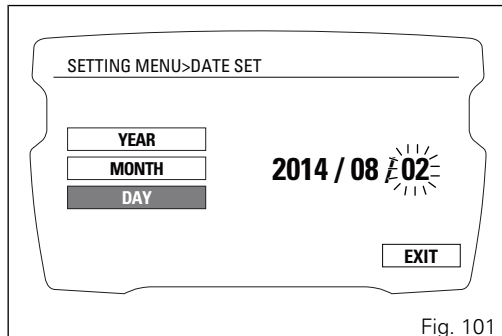 SETTING MENU>DATE SET
YEAR
MONTH
DAY
2014 / 08 / 02
EXIT
Fig. 101